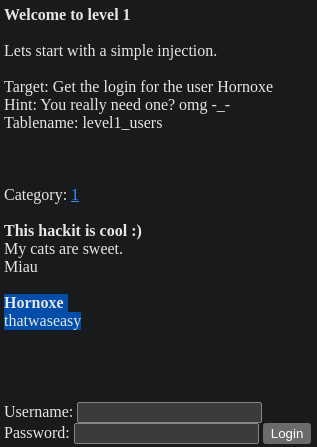 Welcome to level 1
Lets start with a simple injection.
Target: Get the login for the user Hornoxe
Hint: You really need one? omg -_-
Tablename: level1_users
Category: 1
This hackit is cool :)
My cats are sweet.
Miau
Hornoxe
thatwaseasy
Username:
Password: Login